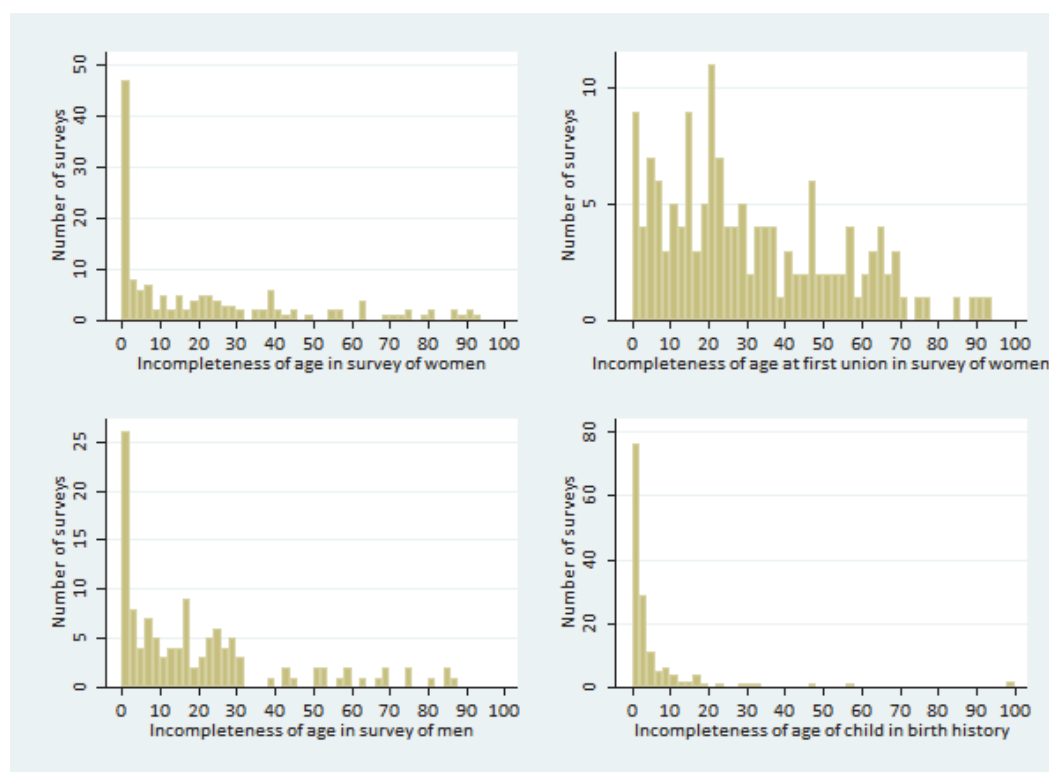 Number of surveys
50
40
30
20
10
0
0 10 20 30 40 50 60 70 80 90 100
Incompleteness of age in survey of women
Number of surveys
10
5
0
0 10 20 30 40 50 60 70 80 90 100
Incompleteness of age at first union in survey of women
Number of surveys
25
20
15
10
5
0
0 10 20 30 40 50 60 70 80 90 100
Incompleteness of age in survey of men
Number of surveys
80
60
40
20
0
0 10 20 30 40 50 60 70 80 90 100
Incompleteness of age of child in birth history